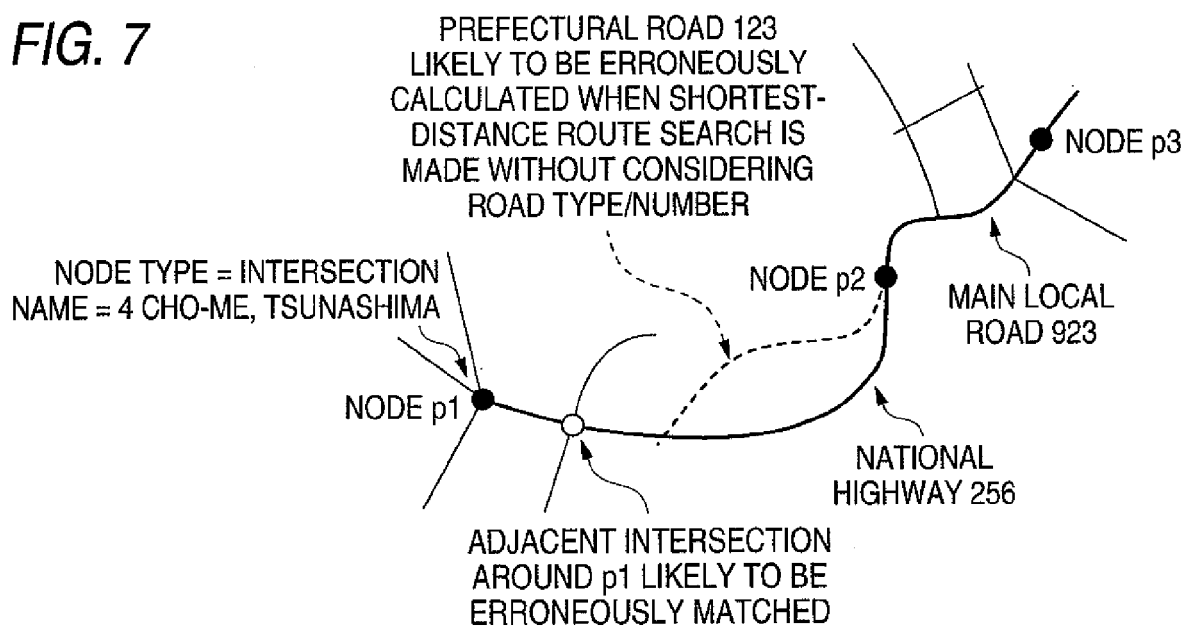 FIG. 7
PREFECTURAL ROAD 123
LIKELY TO BE ERRONEOUSLY
CALCULATED WHEN SHORTEST-
DISTANCE ROUTE SEARCH IS
MADE WITHOUT CONSIDERING
ROAD TYPE/NUMBER
NODE p3
NODE TYPE = INTERSECTION
NAME = 4 CHO-ME, TSUNASHIMA
NODE p2
MAIN LOCAL
ROAD 923
NODE p1
NATIONAL
HIGHWAY 256
ADJACENT INTERSECTION
AROUND p1 LIKELY TO BE
ERRONEOUSLY MATCHED